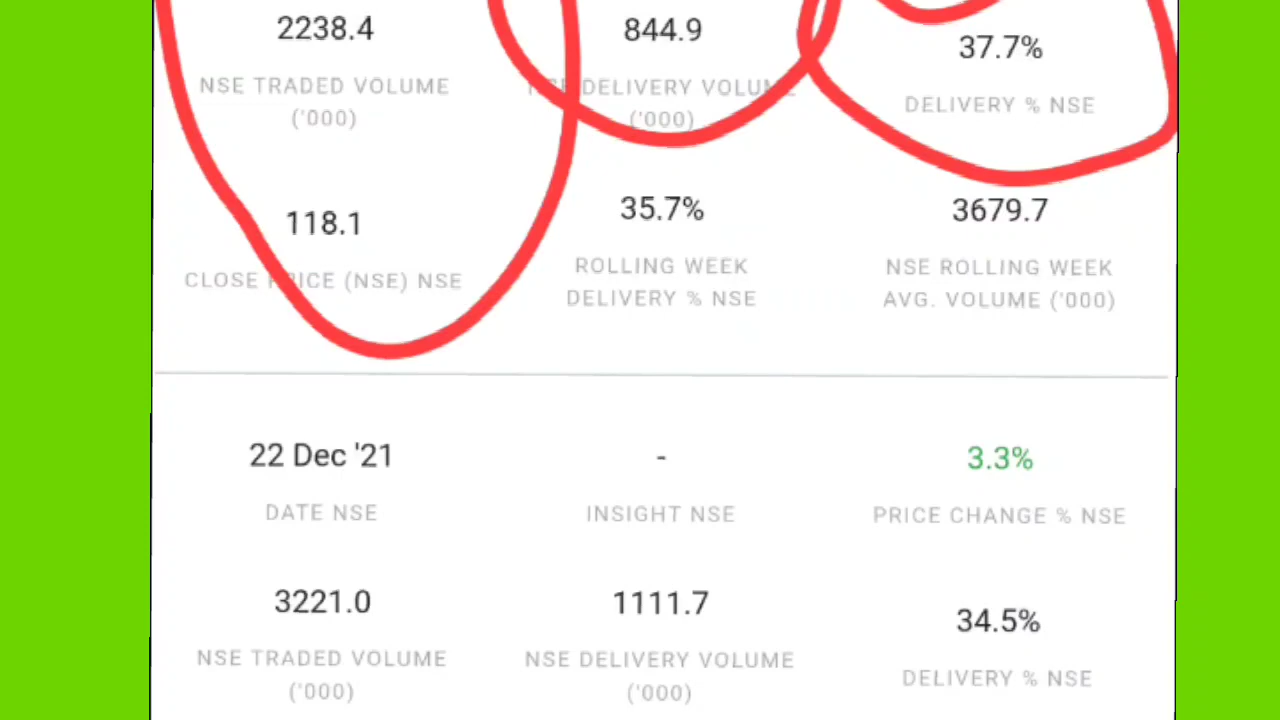 2238.4 844.9 37.7%
NSE TRADED VOLUME NSE DELIVERY VOLUME DELIVERY % NSE
('000) ('000)
118.1 35.7% 3679.7
CLOSE PRICE (NSE) NSE ROLLING WEEK NSE ROLLING WEEK
DELIVERY % NSE AVG. VOLUME ('000)
22 Dec '21 - 3.3%
DATE NSE INSIGHT NSE PRICE CHANGE % NSE
3221.0 1111.7 34.5%
NSE TRADED VOLUME NSE DELIVERY VOLUME DELIVERY % NSE
('000) ('000)